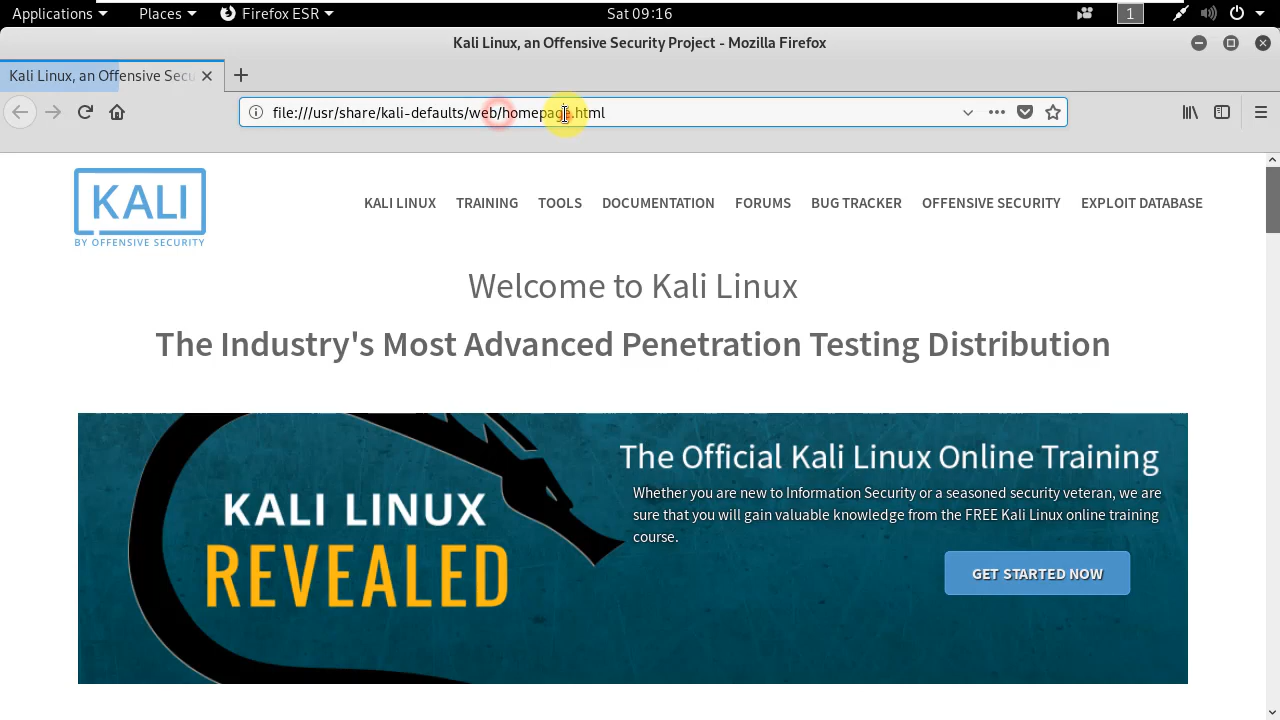 Applications Places Firefox ESR Sat 09:16 1
Kali Linux, an Offensive Security Project - Mozilla Firefox
Kali Linux, an Offensive Secu
file:///usr/share/kali-defaults/web/homepage.html
KALI
BY OFFENSIVE SECURITY
KALI LINUX TRAINING TOOLS DOCUMENTATION FORUMS BUG TRACKER OFFENSIVE SECURITY EXPLOIT DATABASE
Welcome to Kali Linux
The Industry's Most Advanced Penetration Testing Distribution
KALI LINUX
REVEALED
The Official Kali Linux Online Training
Whether you are new to Information Security or a seasoned security veteran, we are
sure that you will gain valuable knowledge from the FREE Kali Linux online training
course.
GET STARTED NOW